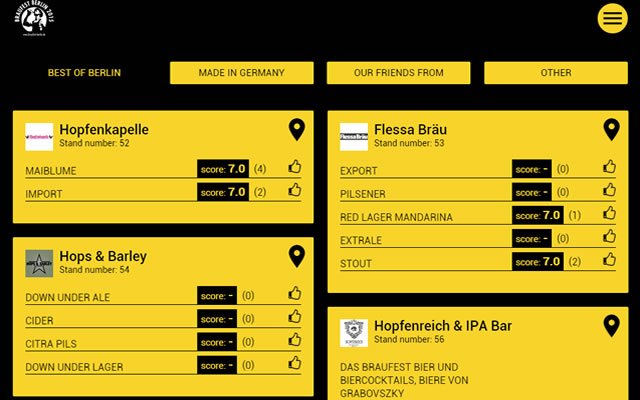 BRAUFEST BERLIN 2015
BEST OF BERLIN
MADE IN GERMANY
OUR FRIENDS FROM
OTHER
Hopfenkapelle
Stand number: 52
MAIBLUME score: 7.0 (4)
IMPORT score: 7.0 (2)
Hops & Barley
Stand number: 54
DOWN UNDER ALE score: - (0)
CIDER score: - (0)
CITRA PILS score: - (0)
DOWN UNDER LAGER score: - (0)
Flessa Bräu
FlessaBräu
Stand number: 53
EXPORT score: - (0)
PILSENER score: - (0)
RED LAGER MANDARINA score: 7.0 (1)
EXTRALE score: - (0)
STOUT score: 7.0 (2)
Hopfenreich & IPA Bar
Stand number: 56
DAS BRAUFEST BIER UND
BIERCOCKTAILS, BIERE VON
GRABOVSZKY